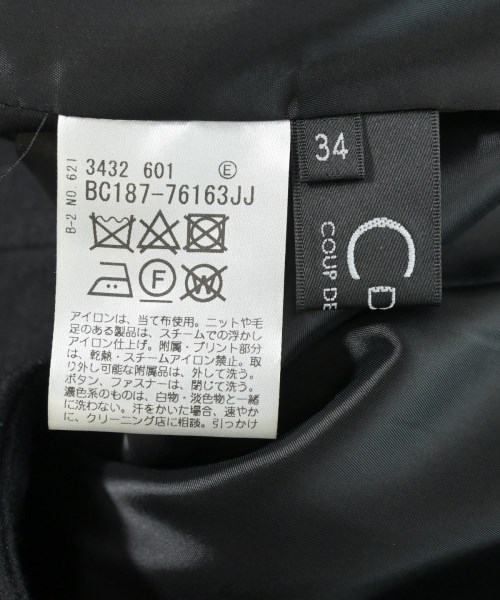 B-2 NO.621
3432 601 E
BC187-76163JJ
F W
アイロンは、当て布使用。ニットや毛
足のある製品は、スチームでの浮かし
アイロン仕上げ。附属・プリント部分
は、乾熱・スチームアイロン禁止。取
り外し可能な附属品は、外して洗う。
ボタン、ファスナーは、閉じて洗う。
濃色系のものは、白物・淡色物と一緒
に洗わない。汗をかいた場合、速やか
に、クリーニング店に相談。引っかけ
34
CD
COUP DE